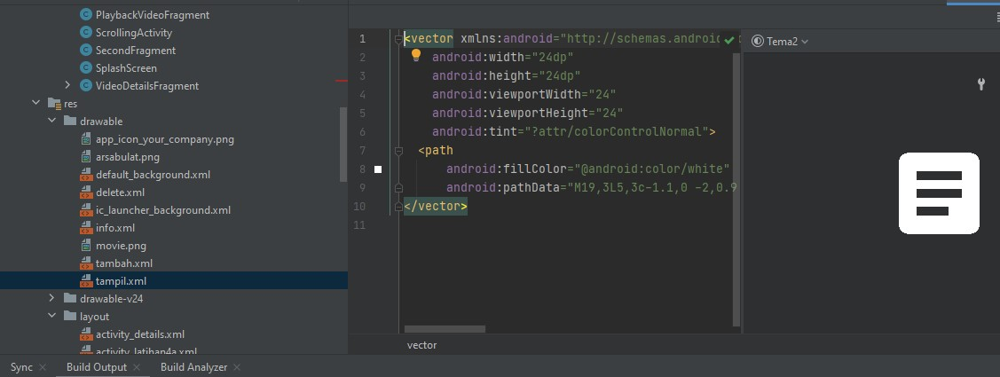 PlaybackVideoFragment
ScrollingActivity
SecondFragment
SplashScreen
VideoDetailsFragment
res
drawable
app_icon_your_company.png
arsabulat.png
default_background.xml
delete.xml
ic_launcher_background.xml
info.xml
movie.png
tambah.xml
tampil.xml
drawable-v24
layout
activity_details.xml
activity_latihan4a.xml
1 <vector xmlns:android="http://schemas.android
2 android:width="24dp"
3 android:height="24dp"
4 android:viewportWidth="24"
5 android:viewportHeight="24"
6 android:tint="?attr/colorControlNormal">
7 <path
8 android:fillColor="@android:color/white"
9 android:pathData="M19,3L5,3c-1.1,0 -2,0.9
10 </vector>
11
vector
Tema2
Sync
Build Output
Build Analyzer